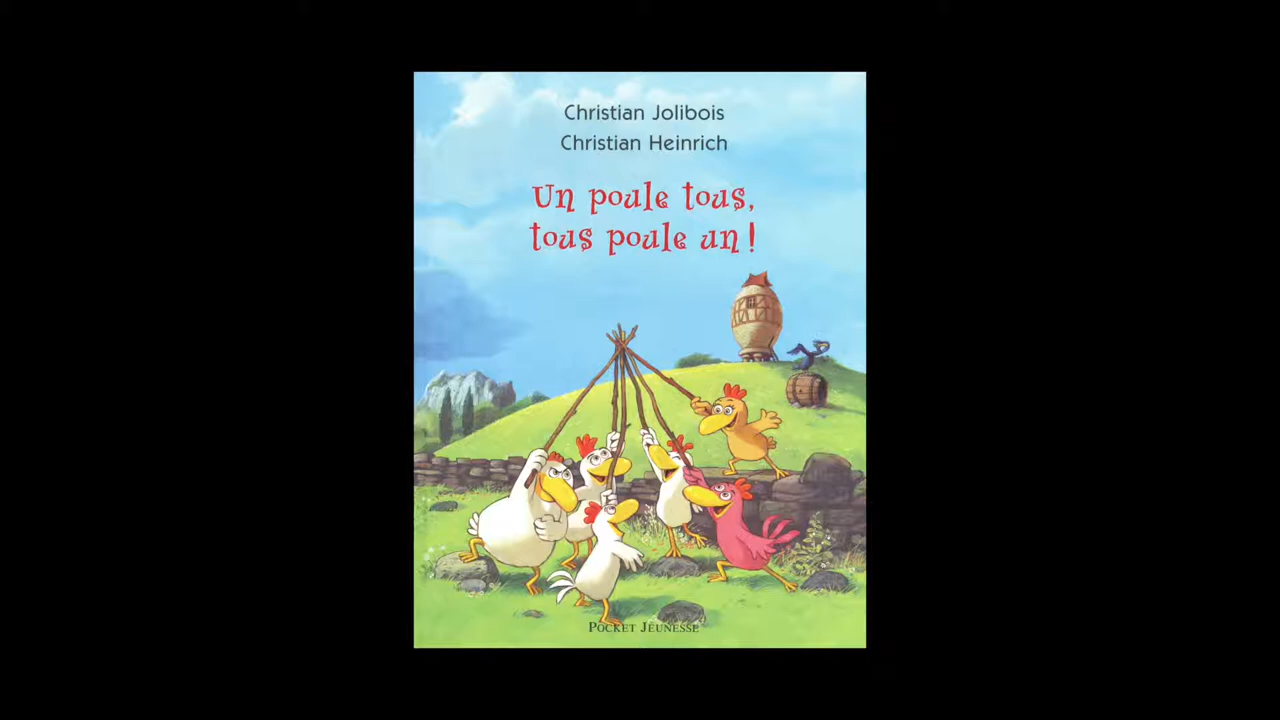 Christian Jolibois
Christian Heinrich
Un poule tous,
tous poule un !
Pocket Jeunesse